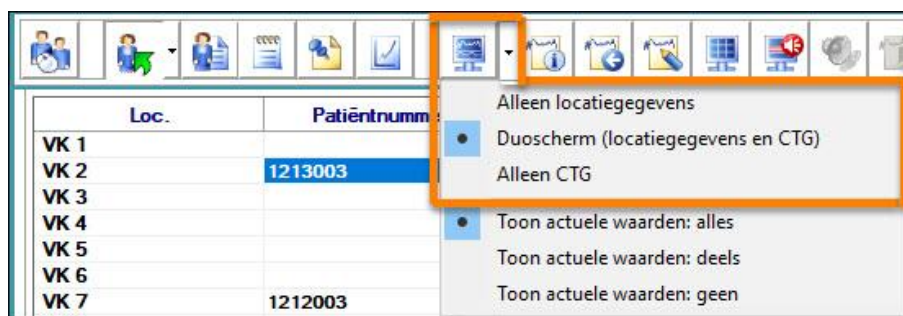 Loc. Patiëntnumme
Alleen locatiegegevens
VK 1
Duoscherm (locatiegegevens en CTG)
VK 2 1213003
Alleen CTG
VK 3
VK 4
Toon actuele waarden: alles
VK 5
Toon actuele waarden: deels
VK 6
Toon actuele waarden: geen
VK 7 1212003